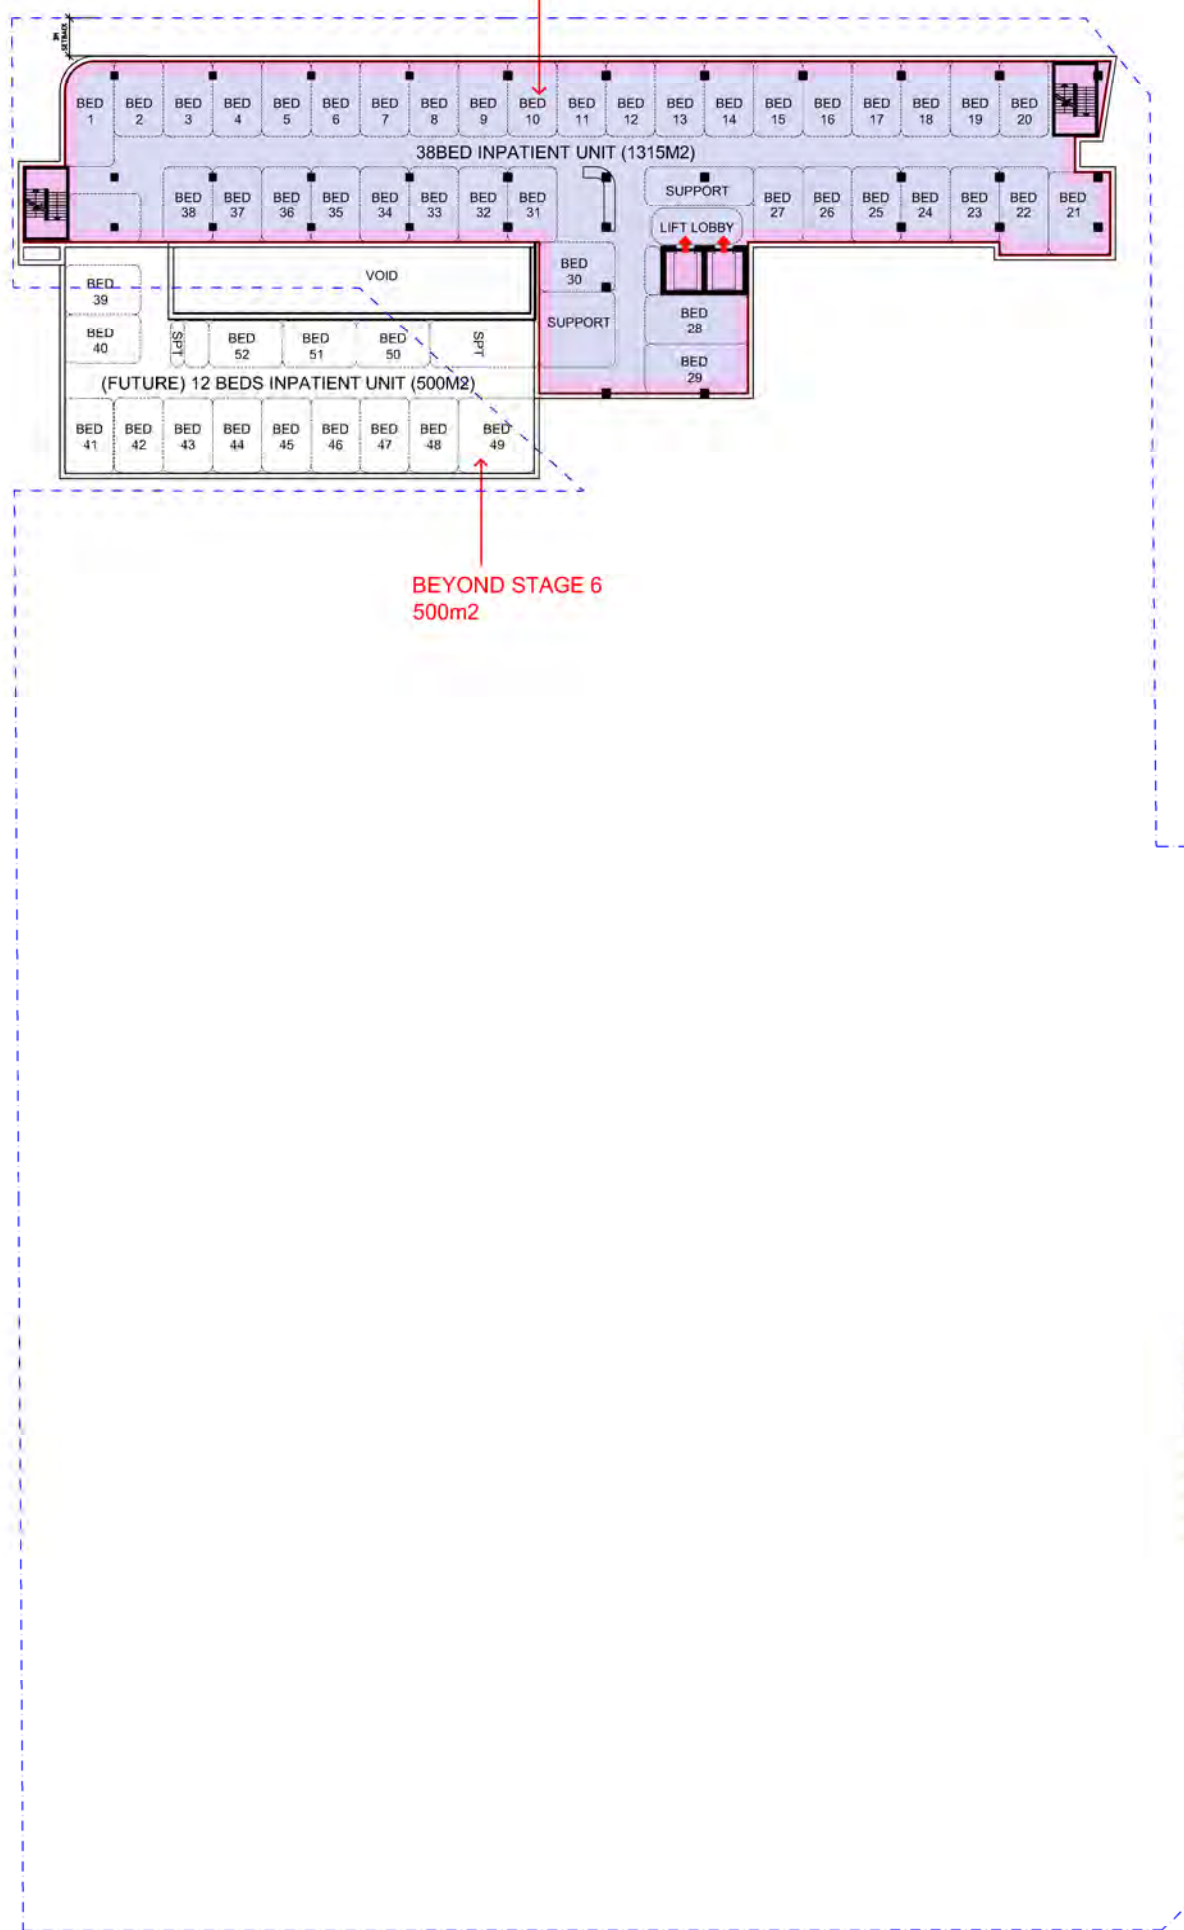 3M
SETBACK
BED
1
BED
2
BED
3
BED
4
BED
5
BED
6
BED
7
BED
8
BED
9
BED
10
BED
11
BED
12
BED
13
BED
14
BED
15
BED
16
BED
17
BED
18
BED
19
BED
20
38BED INPATIENT UNIT (1315M2)
BED
38
BED
37
BED
36
BED
35
BED
34
BED
33
BED
32
BED
31
SUPPORT
LIFT LOBBY
BED
27
BED
26
BED
25
BED
24
BED
23
BED
22
BED
21
BED
39
VOID
BED
30
BED
40
SPT
BED
52
BED
51
BED
50
SPT
SUPPORT
BED
28
BED
29
(FUTURE) 12 BEDS INPATIENT UNIT (500M2)
BED
41
BED
42
BED
43
BED
44
BED
45
BED
46
BED
47
BED
48
BED
49
BEYOND STAGE 6
500m2